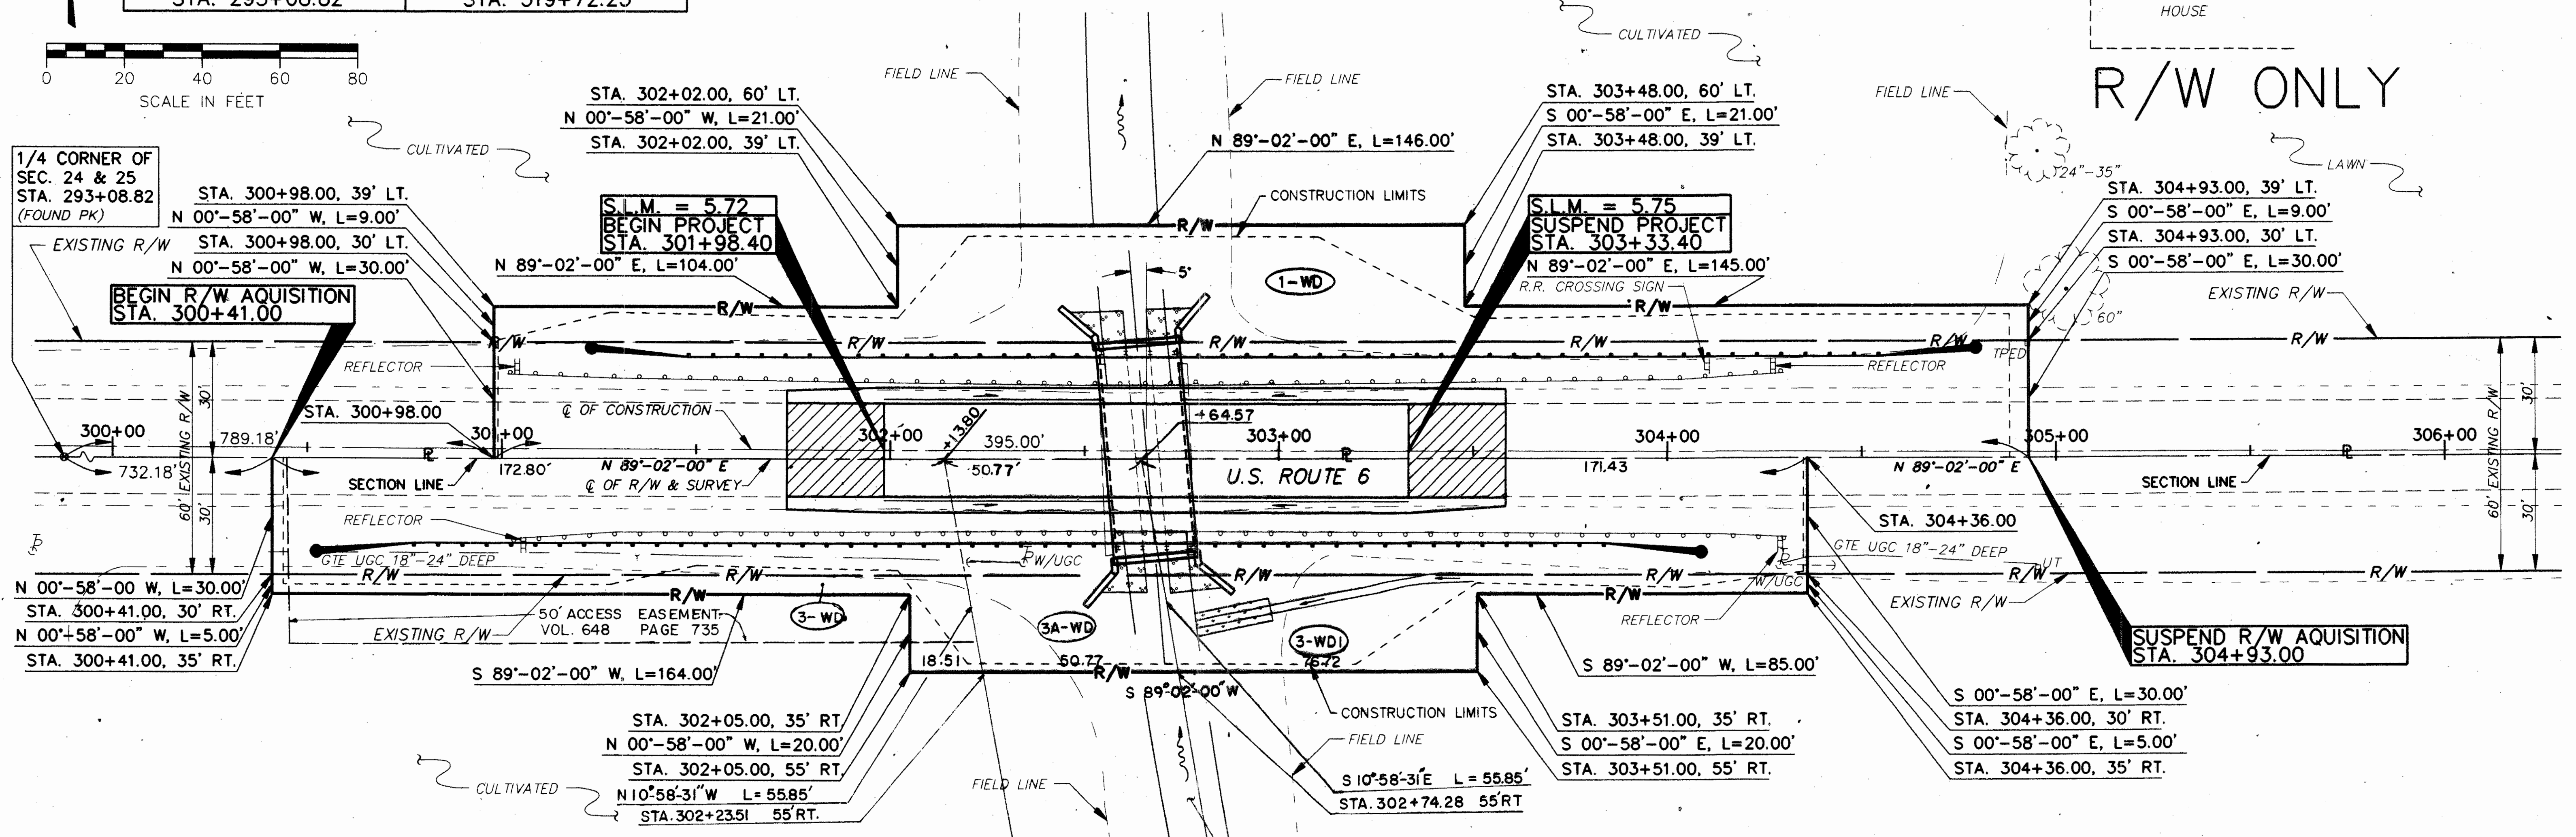 STA. 293+08.82
STA. 319+72.25
0 20 40 60 80
SCALE IN FEET
HOUSE
R/W ONLY
CULTIVATED
FIELD LINE
FIELD LINE
CULTIVATED
FIELD LINE
24"-35"
LAWN
1/4 CORNER OF
SEC. 24 & 25
STA. 293+08.82
(FOUND PK)
EXISTING R/W
STA. 302+02.00, 60' LT.
N 00°-58'-00" W, L=21.00'
STA. 302+02.00, 39' LT.
N 89°-02'-00" E, L=146.00'
STA. 303+48.00, 60' LT.
S 00°-58'-00" E, L=21.00'
STA. 303+48.00, 39' LT.
STA. 300+98.00, 39' LT.
N 00°-58'-00" W, L=9.00'
STA. 300+98.00, 30' LT.
N 00°-58'-00" W, L=30.00'
S.L.M. = 5.72
BEGIN PROJECT
STA. 301+98.40
N 89°-02'-00" E, L=104.00'
CONSTRUCTION LIMITS
S.L.M. = 5.75
SUSPEND PROJECT
STA. 303+33.40
N 89°-02'-00" E, L=145.00'
R.R. CROSSING SIGN
STA. 304+93.00, 39' LT.
S 00°-58'-00" E, L=9.00'
STA. 304+93.00, 30' LT.
S 00°-58'-00" E, L=30.00'
EXISTING R/W
60"
CULTIVATED
BEGIN R/W AQUISITION
STA. 300+41.00
R/W
R/W
R/W
5°
1-WD
R/W
R/W
R/W
R/W
R/W
R/W
R/W
TPED
REFLECTOR
REFLECTOR
60' EXISTING R/W
30'
30'
STA. 300+98.00
℄ OF CONSTRUCTION
+13.80
+64.57
300+00
301+00
302+00
303+00
304+00
305+00
306+00
789.18'
732.18'
172.80'
395.00'
50.77'
171.43
SECTION LINE
N 89°-02'-00" E
℄ OF R/W & SURVEY
U.S. ROUTE 6
N 89°-02'-00" E
SECTION LINE
60' EXISTING R/W
30'
30'
REFLECTOR
GTE UGC 18"-24" DEEP
W/UGC
STA. 304+36.00
GTE UGC 18"-24" DEEP
W/UGC
UT
R/W
R/W
R/W
R/W
R/W
R/W
R/W
R/W
R/W
N 00°-58'-00 W, L=30.00'
STA. 300+41.00, 30' RT.
N 00°-58'-00" W, L=5.00'
STA. 300+41.00, 35' RT.
50' ACCESS EASEMENT
VOL. 648 PAGE 735
EXISTING R/W
3-WD
3A-WD
3-WD1
REFLECTOR
EXISTING R/W
SUSPEND R/W AQUISITION
STA. 304+93.00
S 89°-02'-00" W, L=164.00'
18.51
50.77
76.72
R/W
S 89°-02'-00" W
S 89°-02'-00" W, L=85.00'
STA. 302+05.00, 35' RT.
N 00°-58'-00" W, L=20.00'
STA. 302+05.00, 55' RT.
N 10°-58'-31" W L= 55.85'
STA. 302+23.51 55' RT.
CULTIVATED
FIELD LINE
CONSTRUCTION LIMITS
FIELD LINE
S 10°-58'-31" E L = 55.85'
STA. 302+74.28 55' RT
STA. 303+51.00, 35' RT.
S 00°-58'-00" E, L=20.00'
STA. 303+51.00, 55' RT.
S 00°-58'-00" E, L=30.00'
STA. 304+36.00, 30' RT.
S 00°-58'-00" E, L=5.00'
STA. 304+36.00, 35' RT.